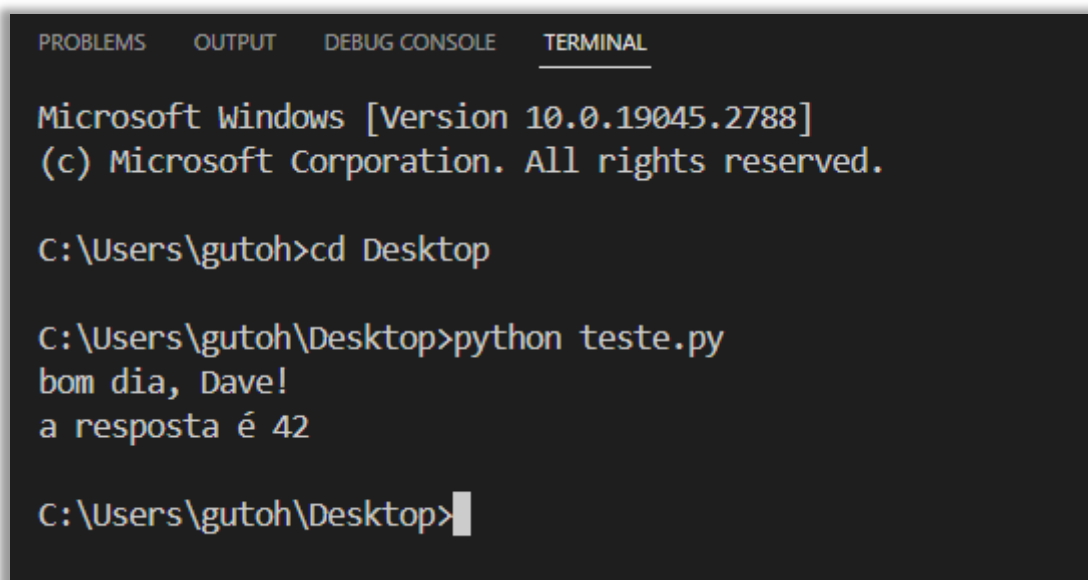 PROBLEMS OUTPUT DEBUG CONSOLE TERMINAL
Microsoft Windows [Version 10.0.19045.2788]
(c) Microsoft Corporation. All rights reserved.
C:\Users\gutoh>cd Desktop
C:\Users\gutoh\Desktop>python teste.py
bom dia, Dave!
a resposta é 42
C:\Users\gutoh\Desktop>